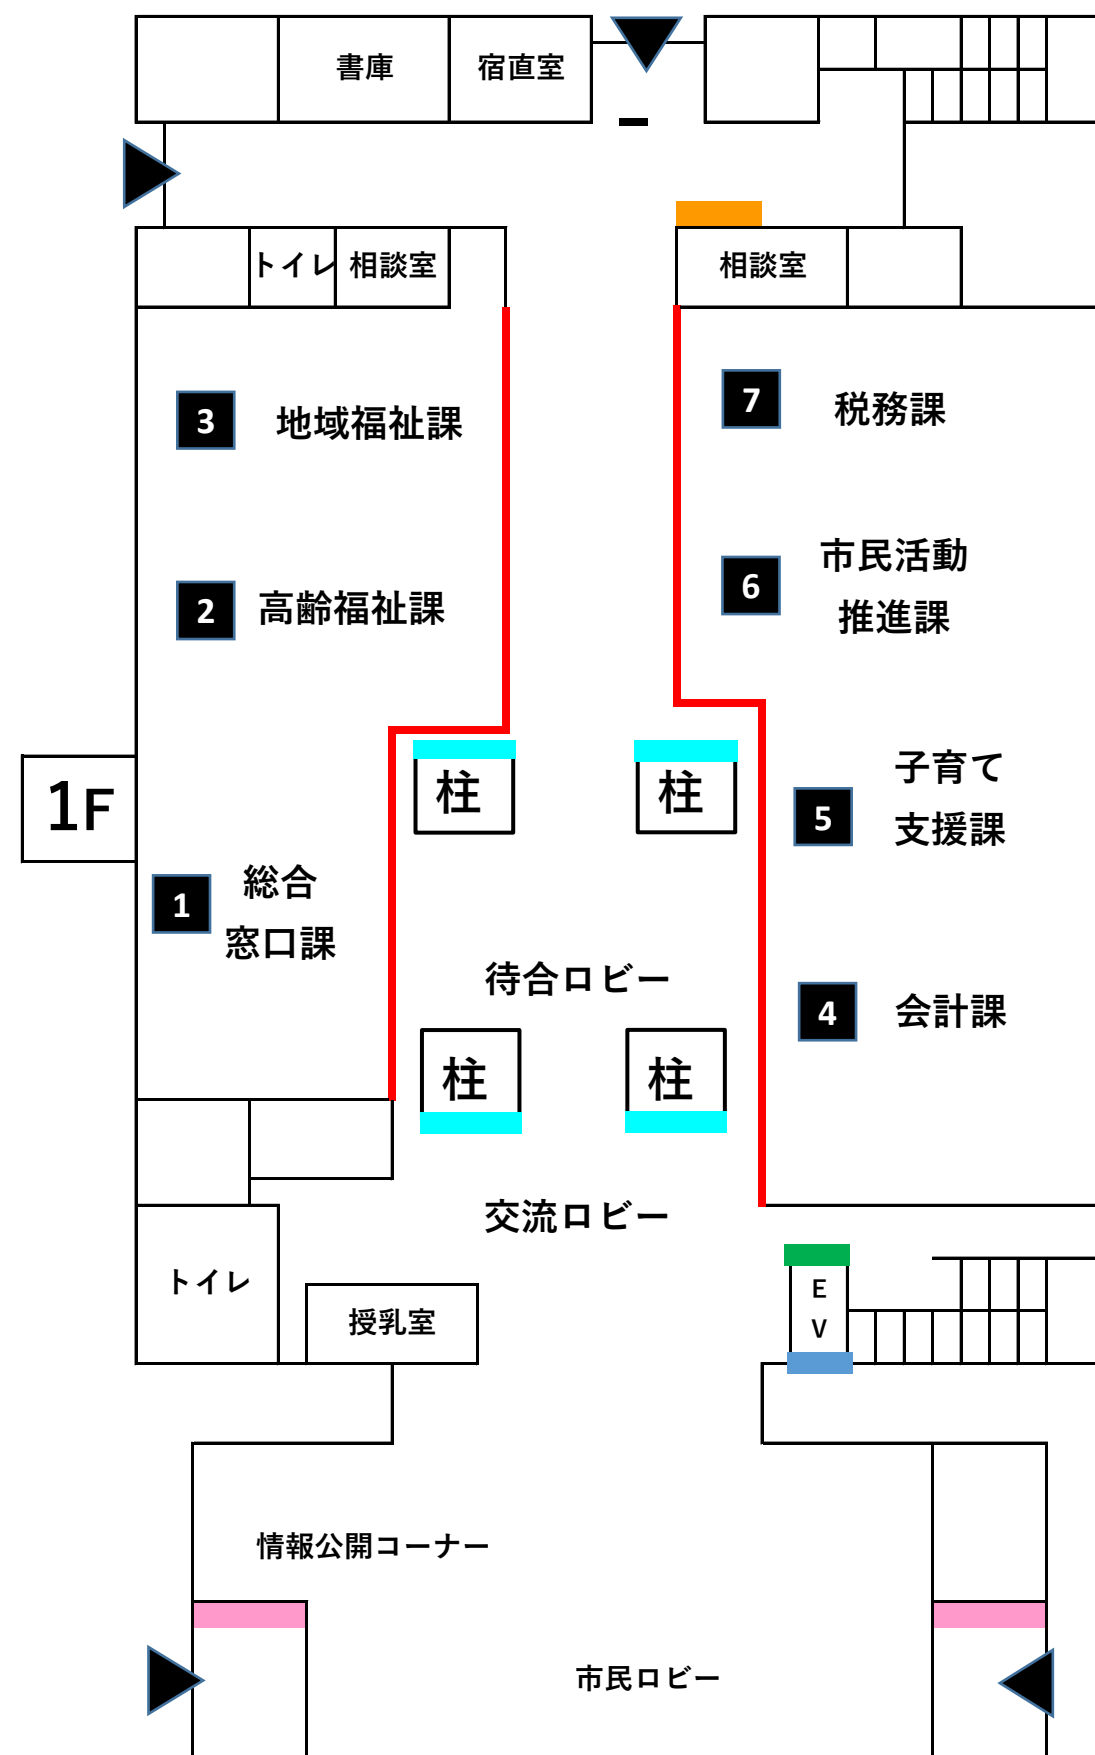 書庫
宿直室
トイレ
相談室
相談室
3
地域福祉課
7
税務課
2
高齢福祉課
6
市民活動
推進課
1F
5
子育て
支援課
柱
柱
1
総合
窓口課
待合ロビー
4
会計課
柱
柱
交流ロビー
トイレ
授乳室
E
V
情報公開コーナー
市民ロビー